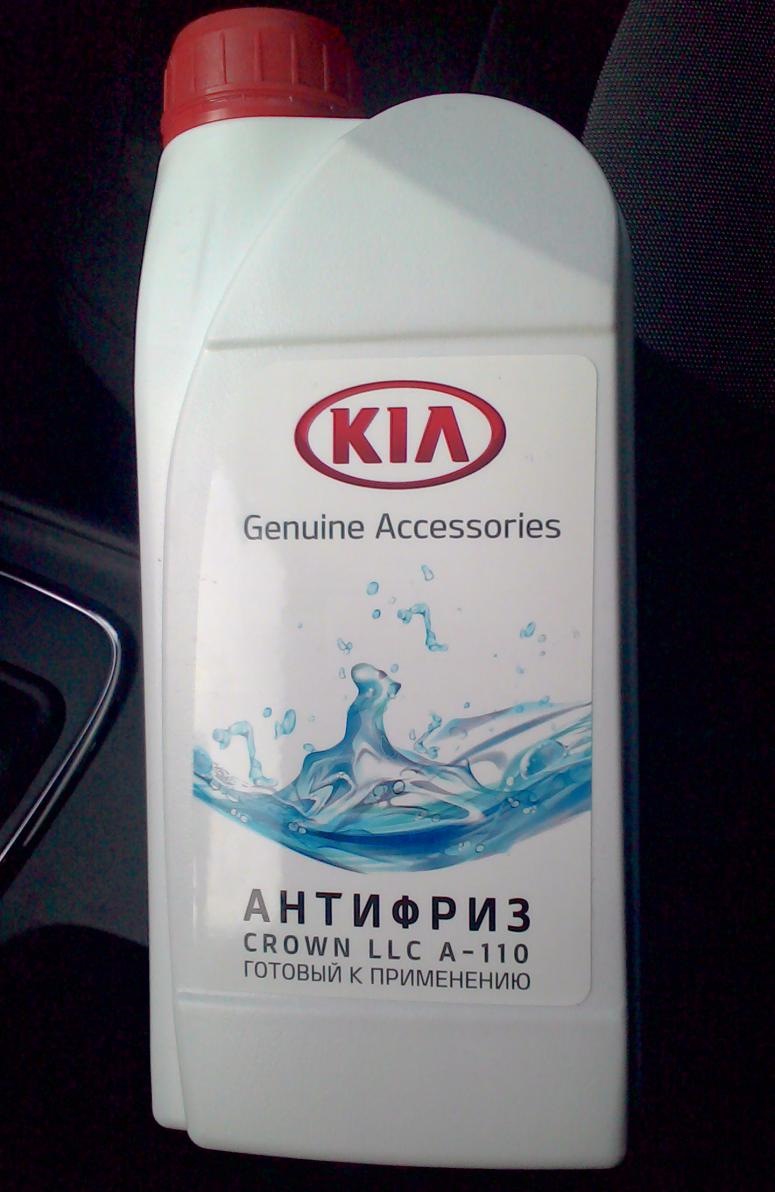 KIA
Genuine Accessories
АНТИФРИЗ
CROWN LLC A-110
ГОТОВЫЙ К ПРИМЕНЕНИЮ